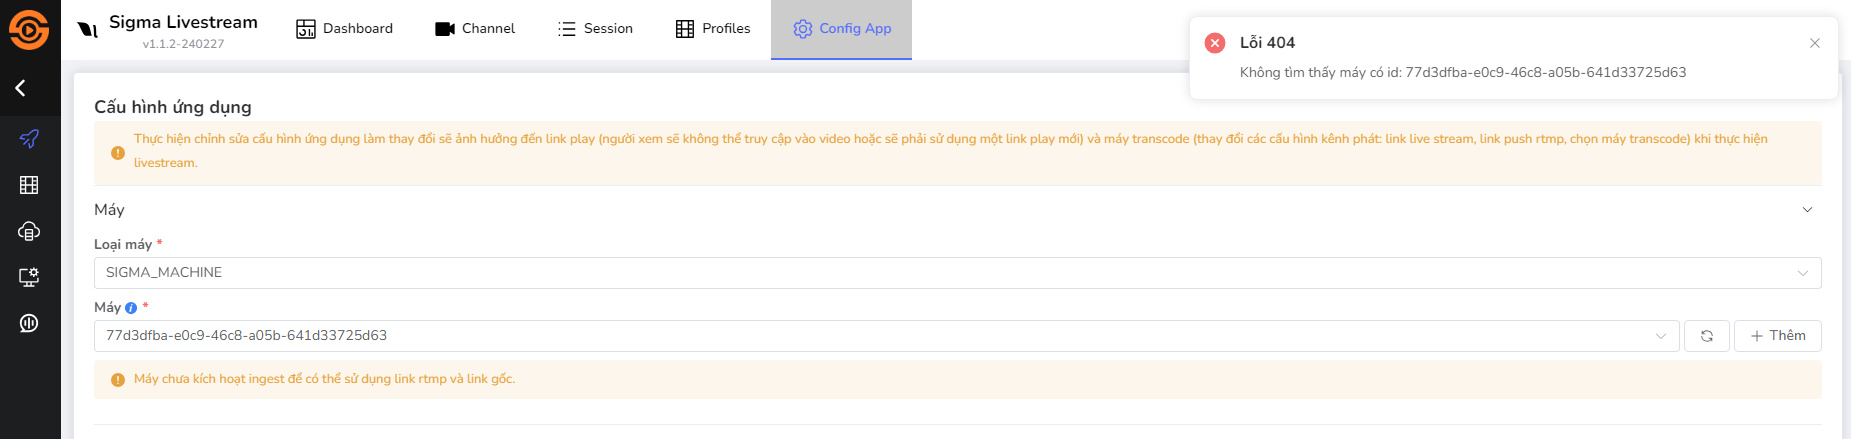 Sigma Livestream
v1.1.2-240227
Dashboard
Channel
Session
Profiles
Config App
Lỗi 404
Không tìm thấy máy có id: 77d3dfba-e0c9-46c8-a05b-641d33725d63
Cấu hình ứng dụng
Thực hiện chỉnh sửa cấu hình ứng dụng làm thay đổi sẽ ảnh hưởng đến link play (người xem sẽ không thể truy cập vào video hoặc sẽ phải sử dụng một link play mới) và máy transcode (thay đổi các cấu hình kênh phát: link live stream, link push rtmp, chọn máy transcode) khi thực hiện
livestream.
Máy
Loại máy *
SIGMA_MACHINE
Máy i *
77d3dfba-e0c9-46c8-a05b-641d33725d63
+ Thêm
Máy chưa kích hoạt ingest để có thể sử dụng link rtmp và link gốc.